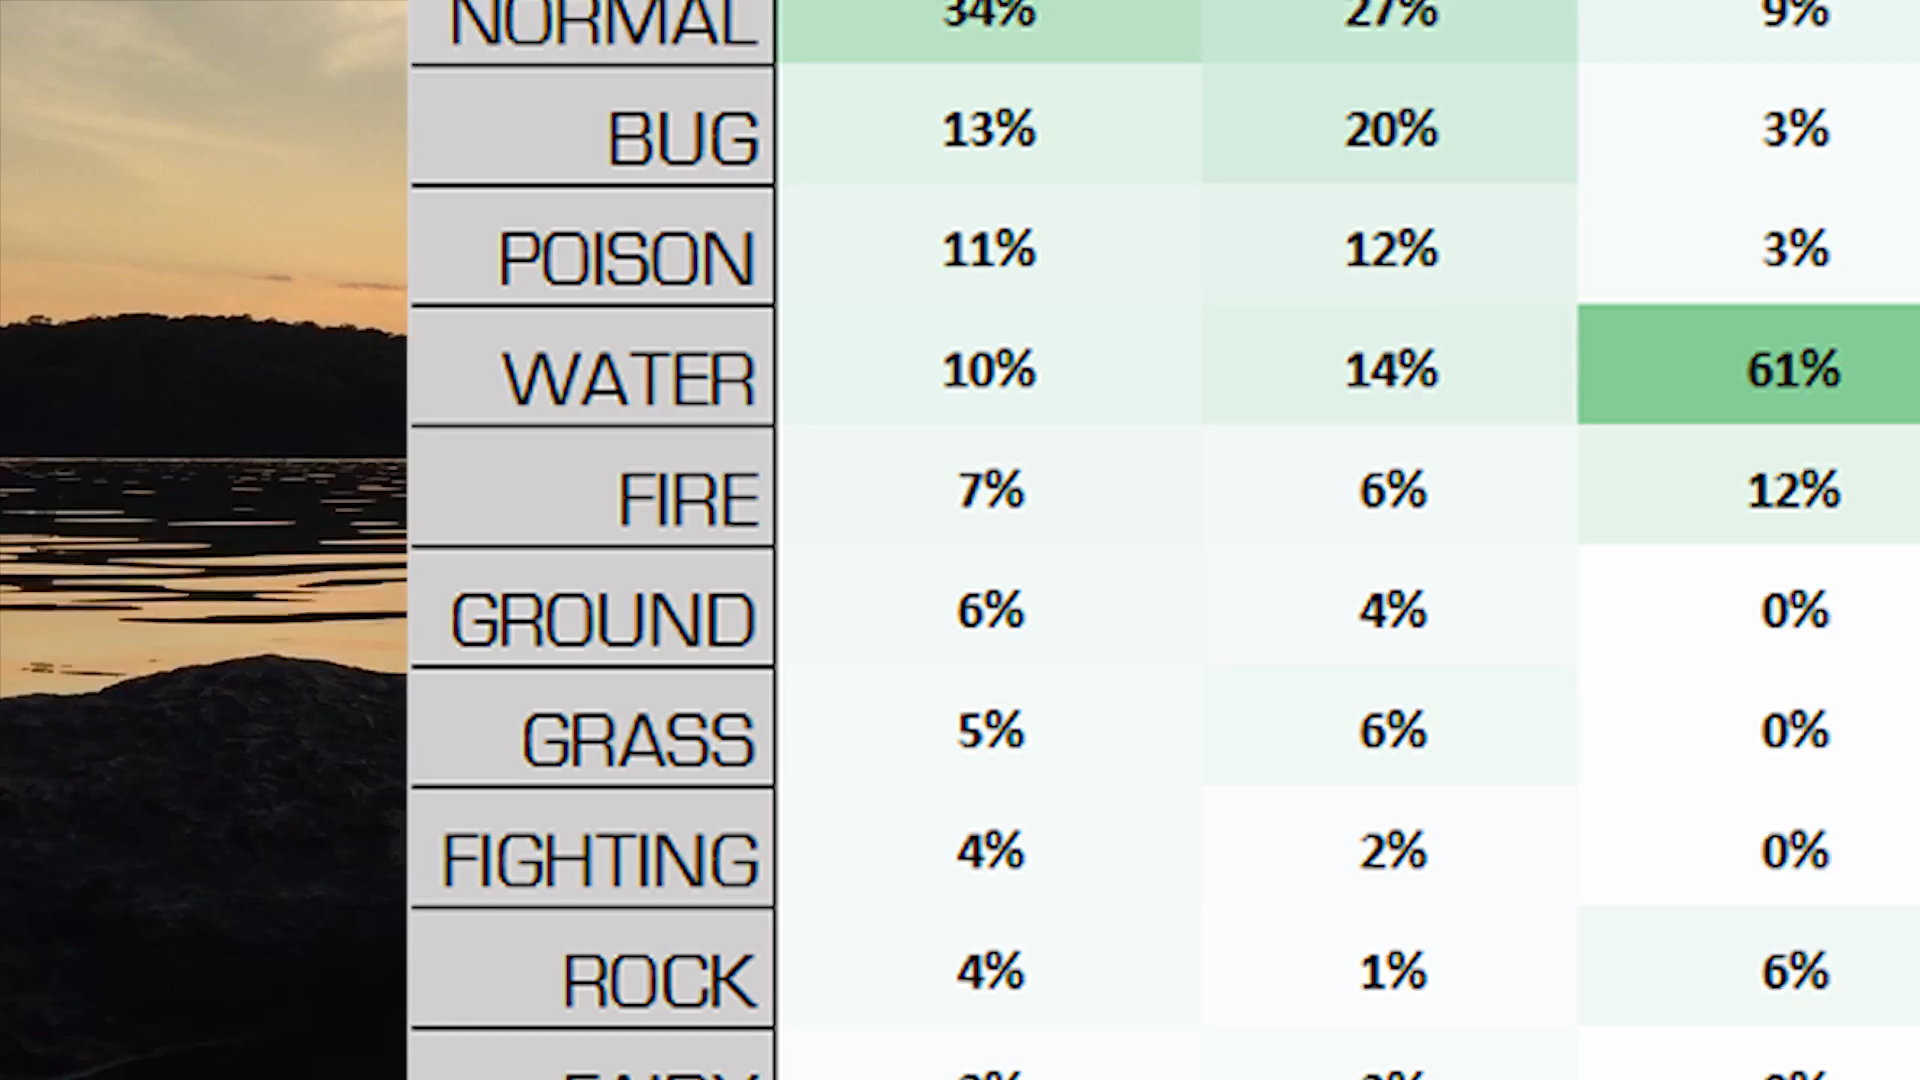 NORMAL 34% 27% 9%
BUG 13% 20% 3%
POISON 11% 12% 3%
WATER 10% 14% 61%
FIRE 7% 6% 12%
GROUND 6% 4% 0%
GRASS 5% 6% 0%
FIGHTING 4% 2% 0%
ROCK 4% 1% 6%